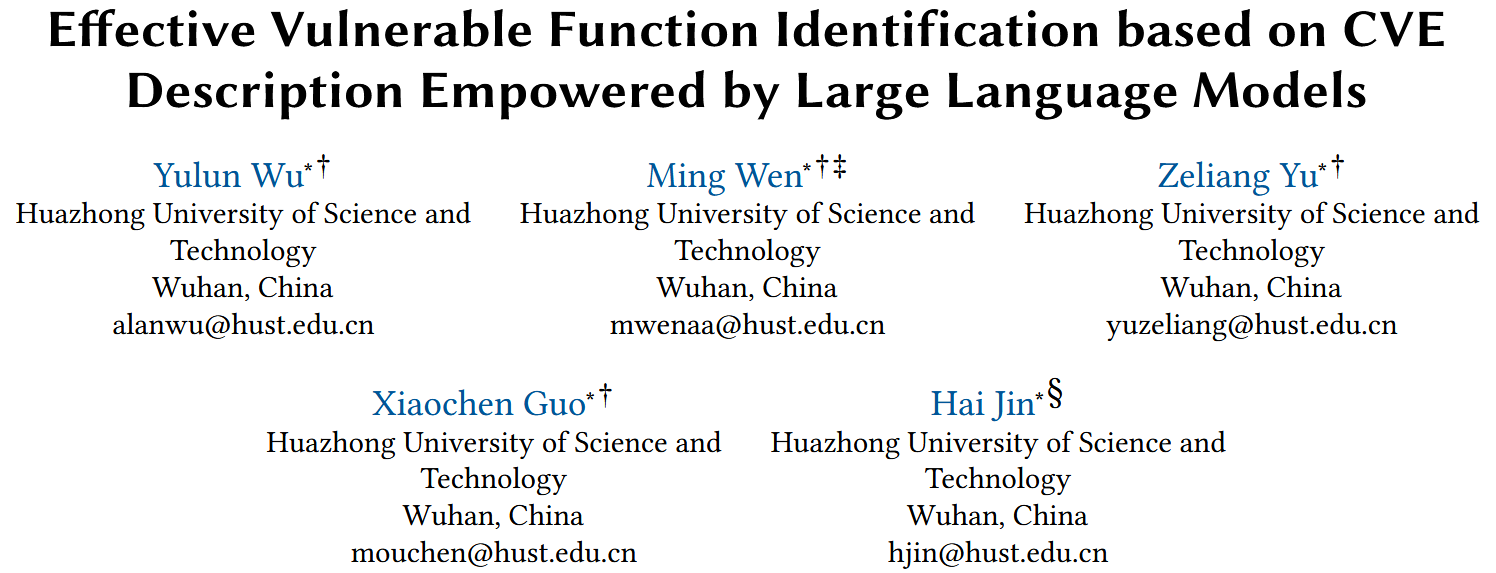 Effective Vulnerable Function Identification based on CVE
Description Empowered by Large Language Models
Yulun Wu*†
Huazhong University of Science and
Technology
Wuhan, China
alanwu@hust.edu.cn
Ming Wen*†‡
Huazhong University of Science and
Technology
Wuhan, China
mwenaa@hust.edu.cn
Zeliang Yu*†
Huazhong University of Science and
Technology
Wuhan, China
yuzeliang@hust.edu.cn
Xiaochen Guo*†
Huazhong University of Science and
Technology
Wuhan, China
mouchen@hust.edu.cn
Hai Jin*§
Huazhong University of Science and
Technology
Wuhan, China
hjin@hust.edu.cn